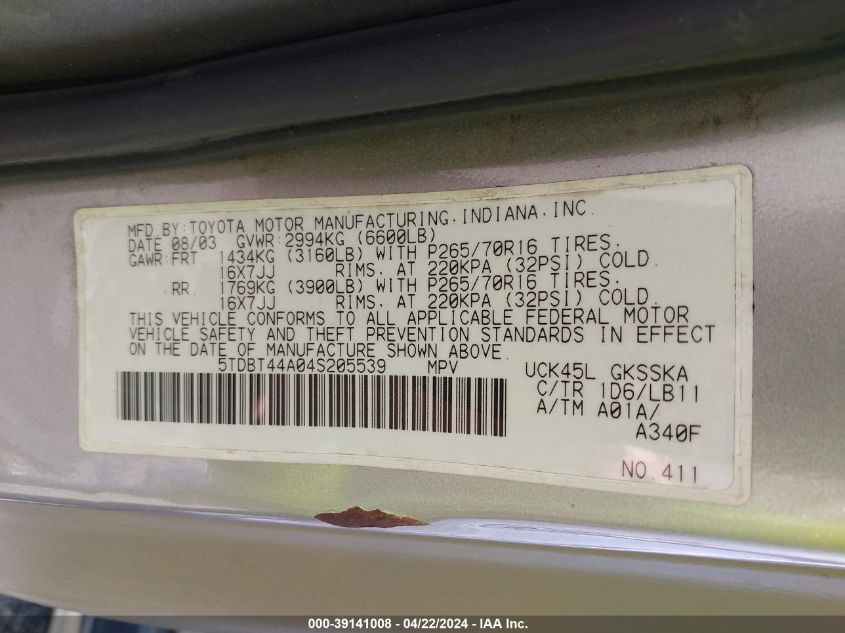 MFD.BY:TOYOTA MOTOR MANUFACTURING.INDIANA.INC.
DATE 08/03 GVWR:2994KG (6600LB)
GAWR:FRT 1434KG (3160LB) WITH P265/70R16 TIRES.
16X7JJ RIMS. AT 220KPA (32PSI) COLD.
RR. 1769KG (3900LB) WITH P265/70R16 TIRES.
16X7JJ RIMS. AT 220KPA (32PSI) COLD.
THIS VEHICLE CONFORMS TO ALL APPLICABLE FEDERAL MOTOR
VEHICLE SAFETY AND THEFT PREVENTION STANDARDS IN EFFECT
ON THE DATE OF MANUFACTURE SHOWN ABOVE.
5TDBT44A04S205539 MPV UCK45L GKSSKA
C/TR 1D6/LB11
A/TM A01A/
A340F
NO.411
000-39141008 - 04/22/2024 - IAA Inc.